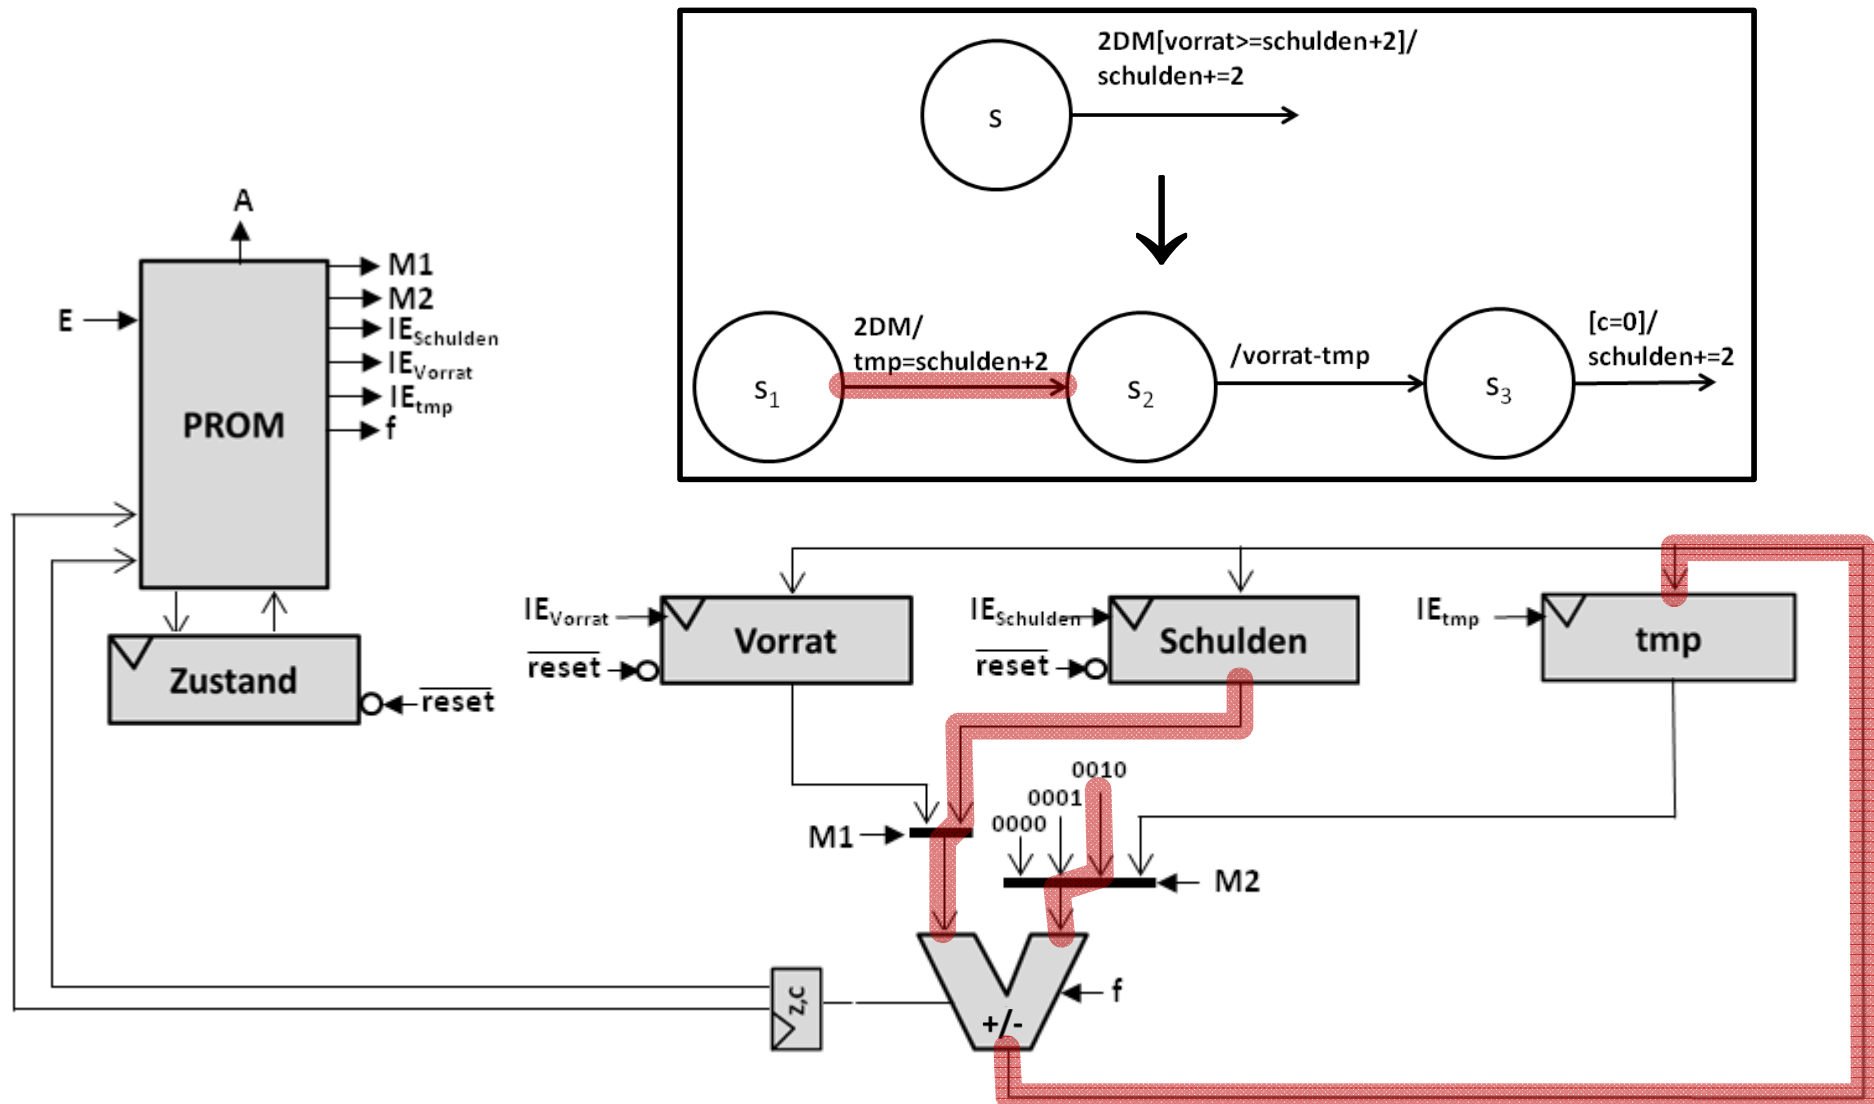 2DM[vorrat>=schulden+2]/
schulden+=2
s
2DM/
tmp=schulden+2
/vorrat-tmp
[c=0]/
schulden+=2
s1
s2
s3
A
M1
M2
IESchulden
IEVorrat
IEtmp
f
E
PROM
Zustand
reset
IEVorrat
reset
Vorrat
IESchulden
reset
Schulden
IEtmp
tmp
0010
0001
0000
M1
M2
f
+/-
z,c